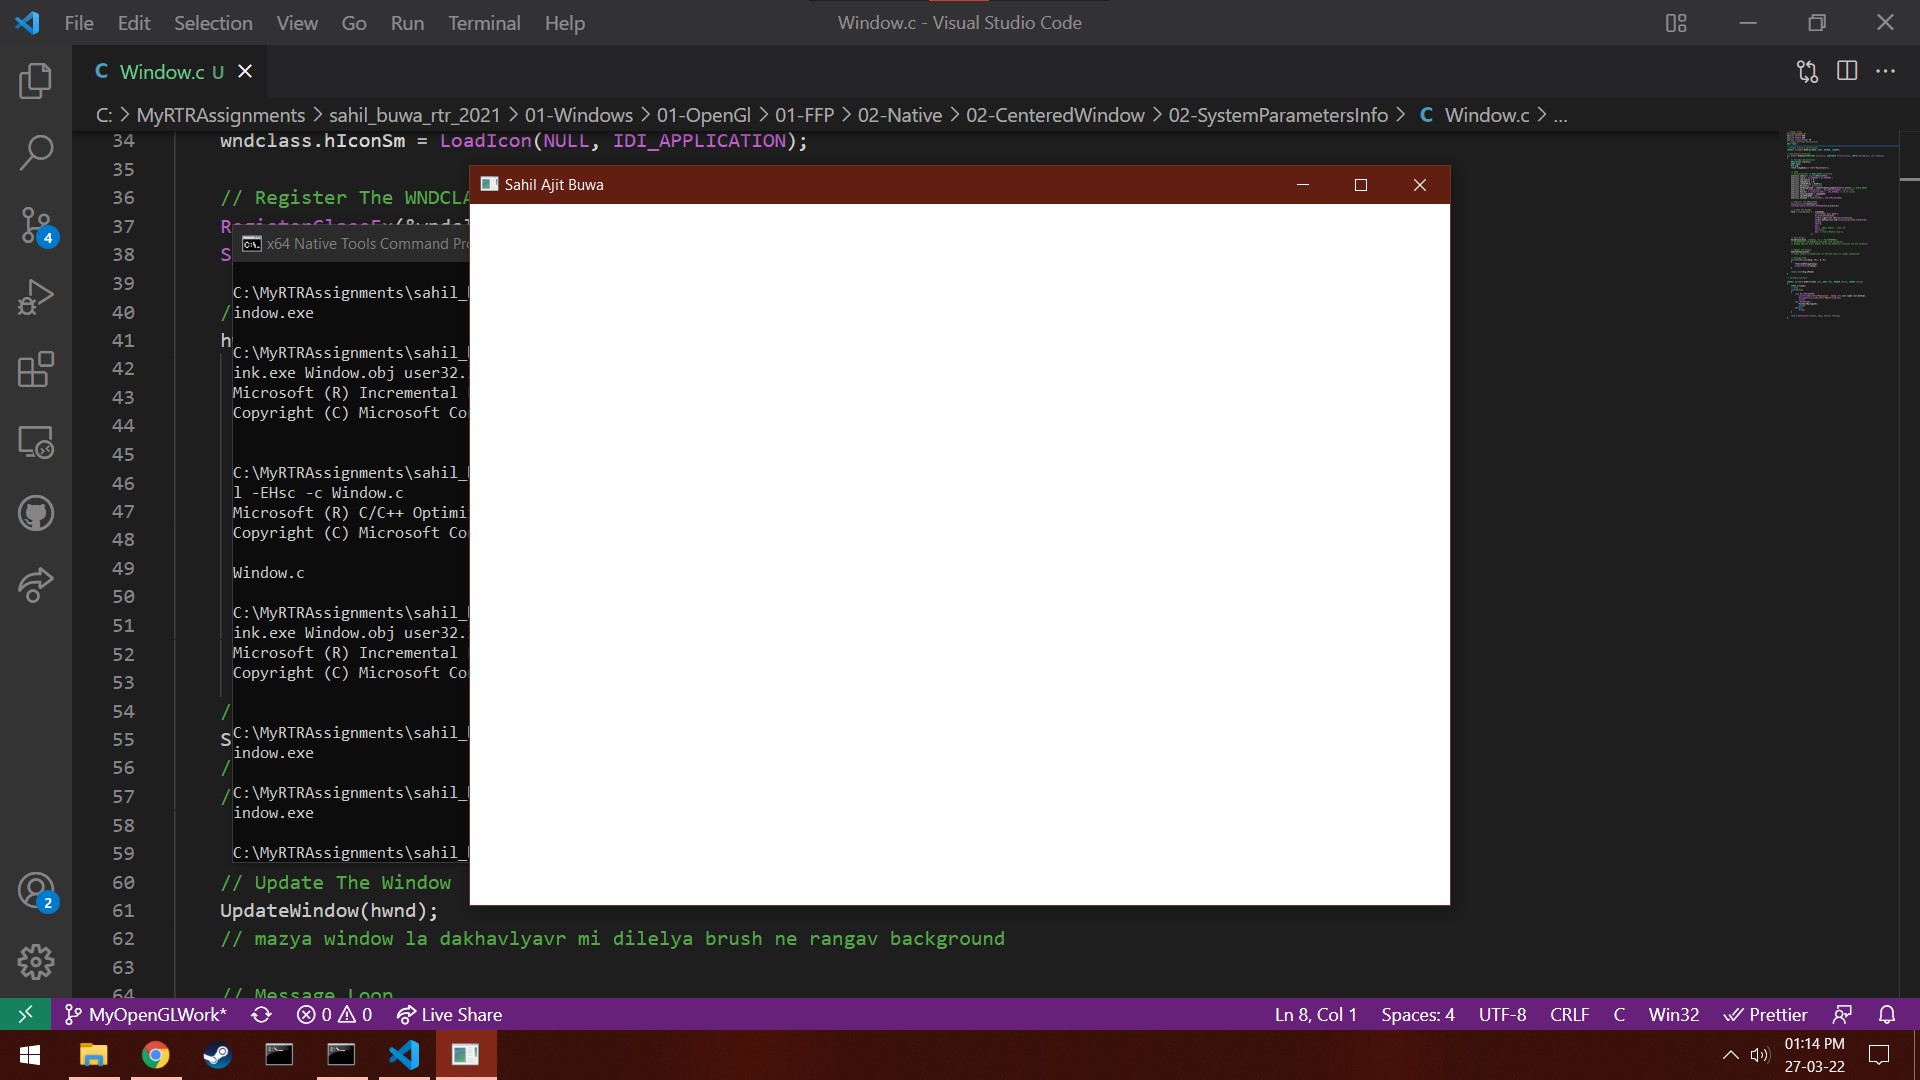 File Edit Selection View Go Run Terminal Help
Window.c - Visual Studio Code
C Window.c U
C: > MyRTRAssignments > sahil_buwa_rtr_2021 > 01-Windows > 01-OpenGl > 01-FFP > 02-Native > 02-CenteredWindow > 02-SystemParametersInfo > C Window.c > ...
34 wndclass.hIconSm = LoadIcon(NULL, IDI_APPLICATION);
35
36 // Register The WNDCLA
37
38 S
39
40 /
41 h
42
43
44
45
46
47
48
49
50
51
52
53
54 /
55 S
56 /
57 /
58
59
60 // Update The Window
61 UpdateWindow(hwnd);
62 // mazya window la dakhavlyavr mi dilelya brush ne rangav background
63
64 // Message Loop
x64 Native Tools Command Pro
C:\MyRTRAssignments\sahil_
indow.exe
C:\MyRTRAssignments\sahil_
ink.exe Window.obj user32.
Microsoft (R) Incremental
Copyright (C) Microsoft Co
C:\MyRTRAssignments\sahil_
l -EHsc -c Window.c
Microsoft (R) C/C++ Optimi
Copyright (C) Microsoft Co
Window.c
C:\MyRTRAssignments\sahil_
ink.exe Window.obj user32.
Microsoft (R) Incremental
Copyright (C) Microsoft Co
C:\MyRTRAssignments\sahil_
indow.exe
C:\MyRTRAssignments\sahil_
indow.exe
C:\MyRTRAssignments\sahil_
Sahil Ajit Buwa
4
2
MyOpenGLWork* 0 0 Live Share
Ln 8, Col 1 Spaces: 4 UTF-8 CRLF C Win32 Prettier
01:14 PM
27-03-22